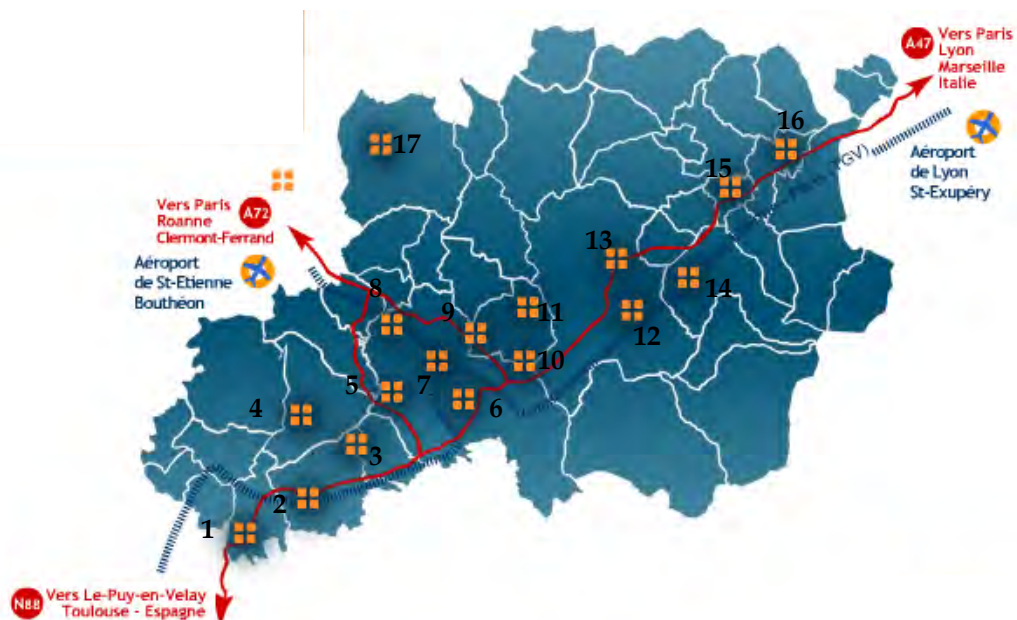 A47
Vers Paris
Lyon
Marseille
Italie
16
17
(TGV)
15
Aéroport
de Lyon
St-Exupéry
Vers Paris
Roanne
Clermont-Ferrand
A72
13
Aéroport
de St-Etienne
Bouthéon
8
14
9
11
12
10
5
7
4
6
3
2
1
N88
Vers Le-Puy-en-Velay
Toulouse - Espagne